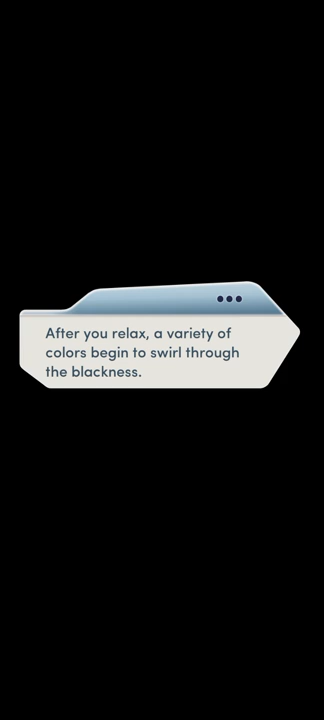 After you relax, a variety of
colors begin to swirl through
the blackness.